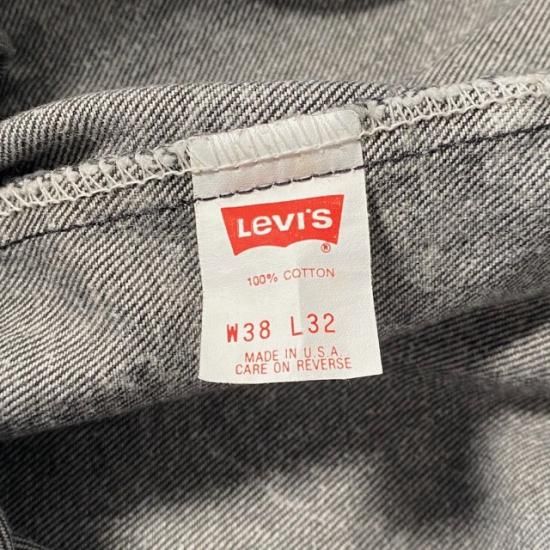 Levi's
®
100% COTTON
W38 L32
MADE IN U.S.A.
CARE ON REVERSE